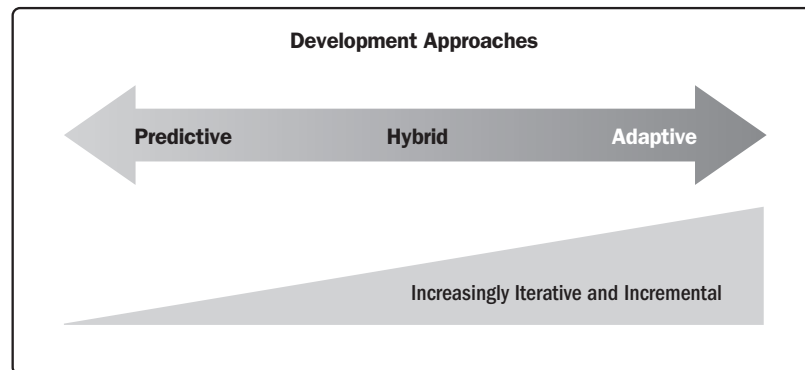 Development Approaches
Predictive Hybrid Adaptive
Increasingly Iterative and Incremental